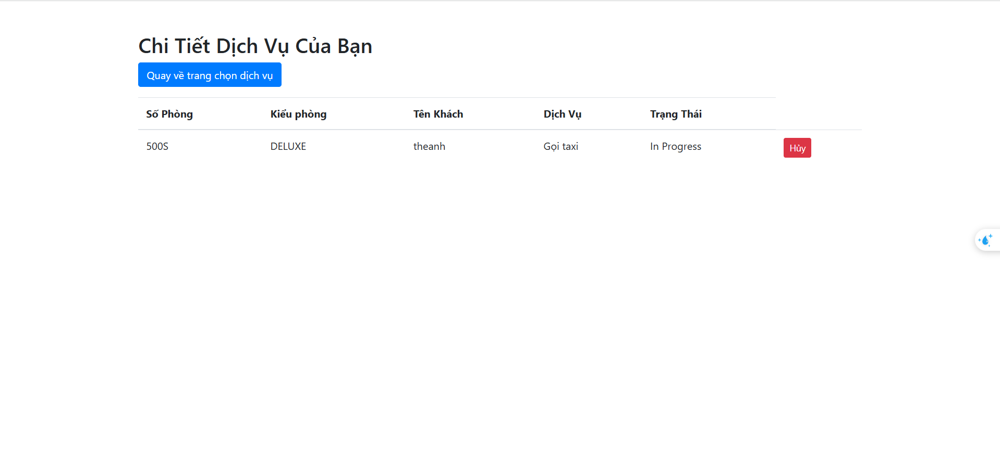 Chi Tiết Dịch Vụ Của Bạn
Quay về trang chọn dịch vụ
Số Phòng Kiểu phòng Tên Khách Dịch Vụ Trạng Thái
500S DELUXE theanh Gọi taxi In Progress Hủy